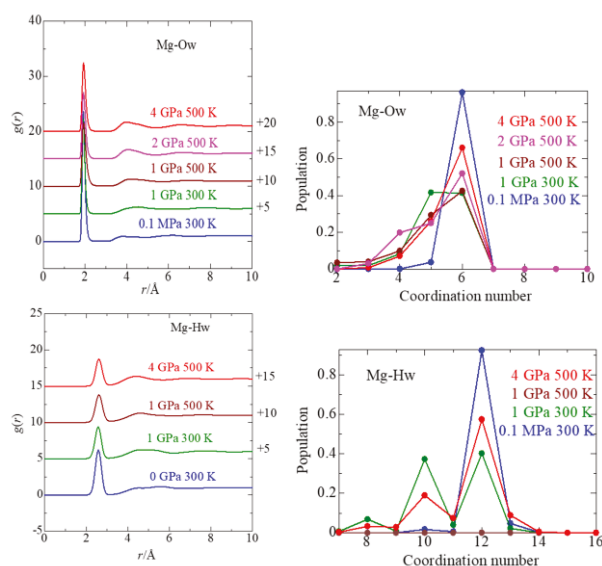 Mg-Ow
g(r)
40
30
20
10
0
4 GPa 500 K
+20
2 GPa 500 K
+15
1 GPa 500 K
+10
1 GPa 300 K
+5
0.1 MPa 300 K
0 2 4 6 8 10
r/Å
Mg-Ow
Population
0.8
0.6
0.4
0.2
0
4 GPa 500 K
2 GPa 500 K
1 GPa 500 K
1 GPa 300 K
0.1 MPa 300 K
2 4 6 8 10
Coordination number
Mg-Hw
g(r)
25
20
15
10
5
0
-5
4 GPa 500 K
+15
1 GPa 500 K
+10
1 GPa 300 K
+5
0 GPa 300 K
0 2 4 6 8 10
r/Å
Mg-Hw
Population
0.8
0.6
0.4
0.2
0
4 GPa 500 K
1 GPa 500 K
1 GPa 300 K
0.1 MPa 300 K
8 10 12 14 16
Coordination number